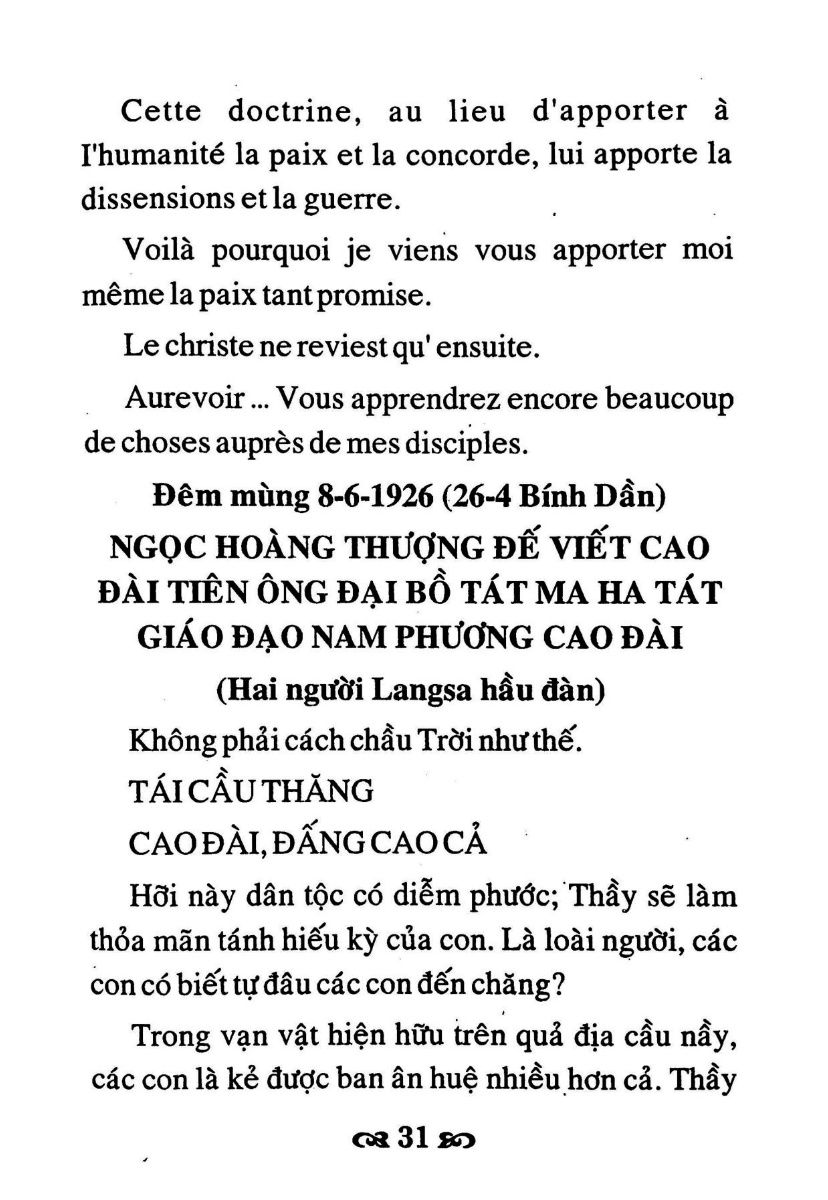 Cette doctrine, au lieu d'apporter à
I'humanité la paix et la concorde, lui apporte la
dissensions et la guerre.
Voilà pourquoi je viens vous apporter moi
même la paix tant promise.
Le christe ne reviest qu' ensuite.
Aurevoir ... Vous apprendrez encore beaucoup
de choses auprès de mes disciples.
Đêm mùng 8-6-1926 (26-4 Bính Dần)
NGỌC HOÀNG THƯỢNG ĐẾ VIẾT CAO
ĐÀI TIÊN ÔNG ĐẠI BỒ TÁT MA HA TÁT
GIÁO ĐẠO NAM PHƯƠNG CAO ĐÀI
(Hai người Langsa hầu đàn)
Không phải cách chầu Trời như thế.
TÁI CẦU THĂNG
CAO ĐÀI, ĐẤNG CAO CẢ
Hỡi này dân tộc có diễm phước; Thầy sẽ làm
thỏa mãn tánh hiếu kỳ của con. Là loài người, các
con có biết tự đâu các con đến chăng?
Trong vạn vật hiện hữu trên quả địa cầu nầy,
các con là kẻ được ban ân huệ nhiều hơn cả. Thầy
31